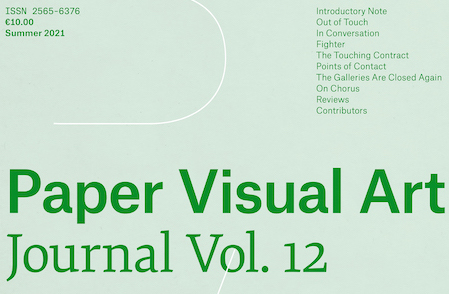 ISSN 2565-6376
€10.00
Summer 2021
Introductory Note
Out of Touch
In Conversation
Fighter
The Touching Contract
Points of Contact
The Galleries Are Closed Again
On Chorus
Reviews
Contributors
Paper Visual Art
Journal Vol. 12